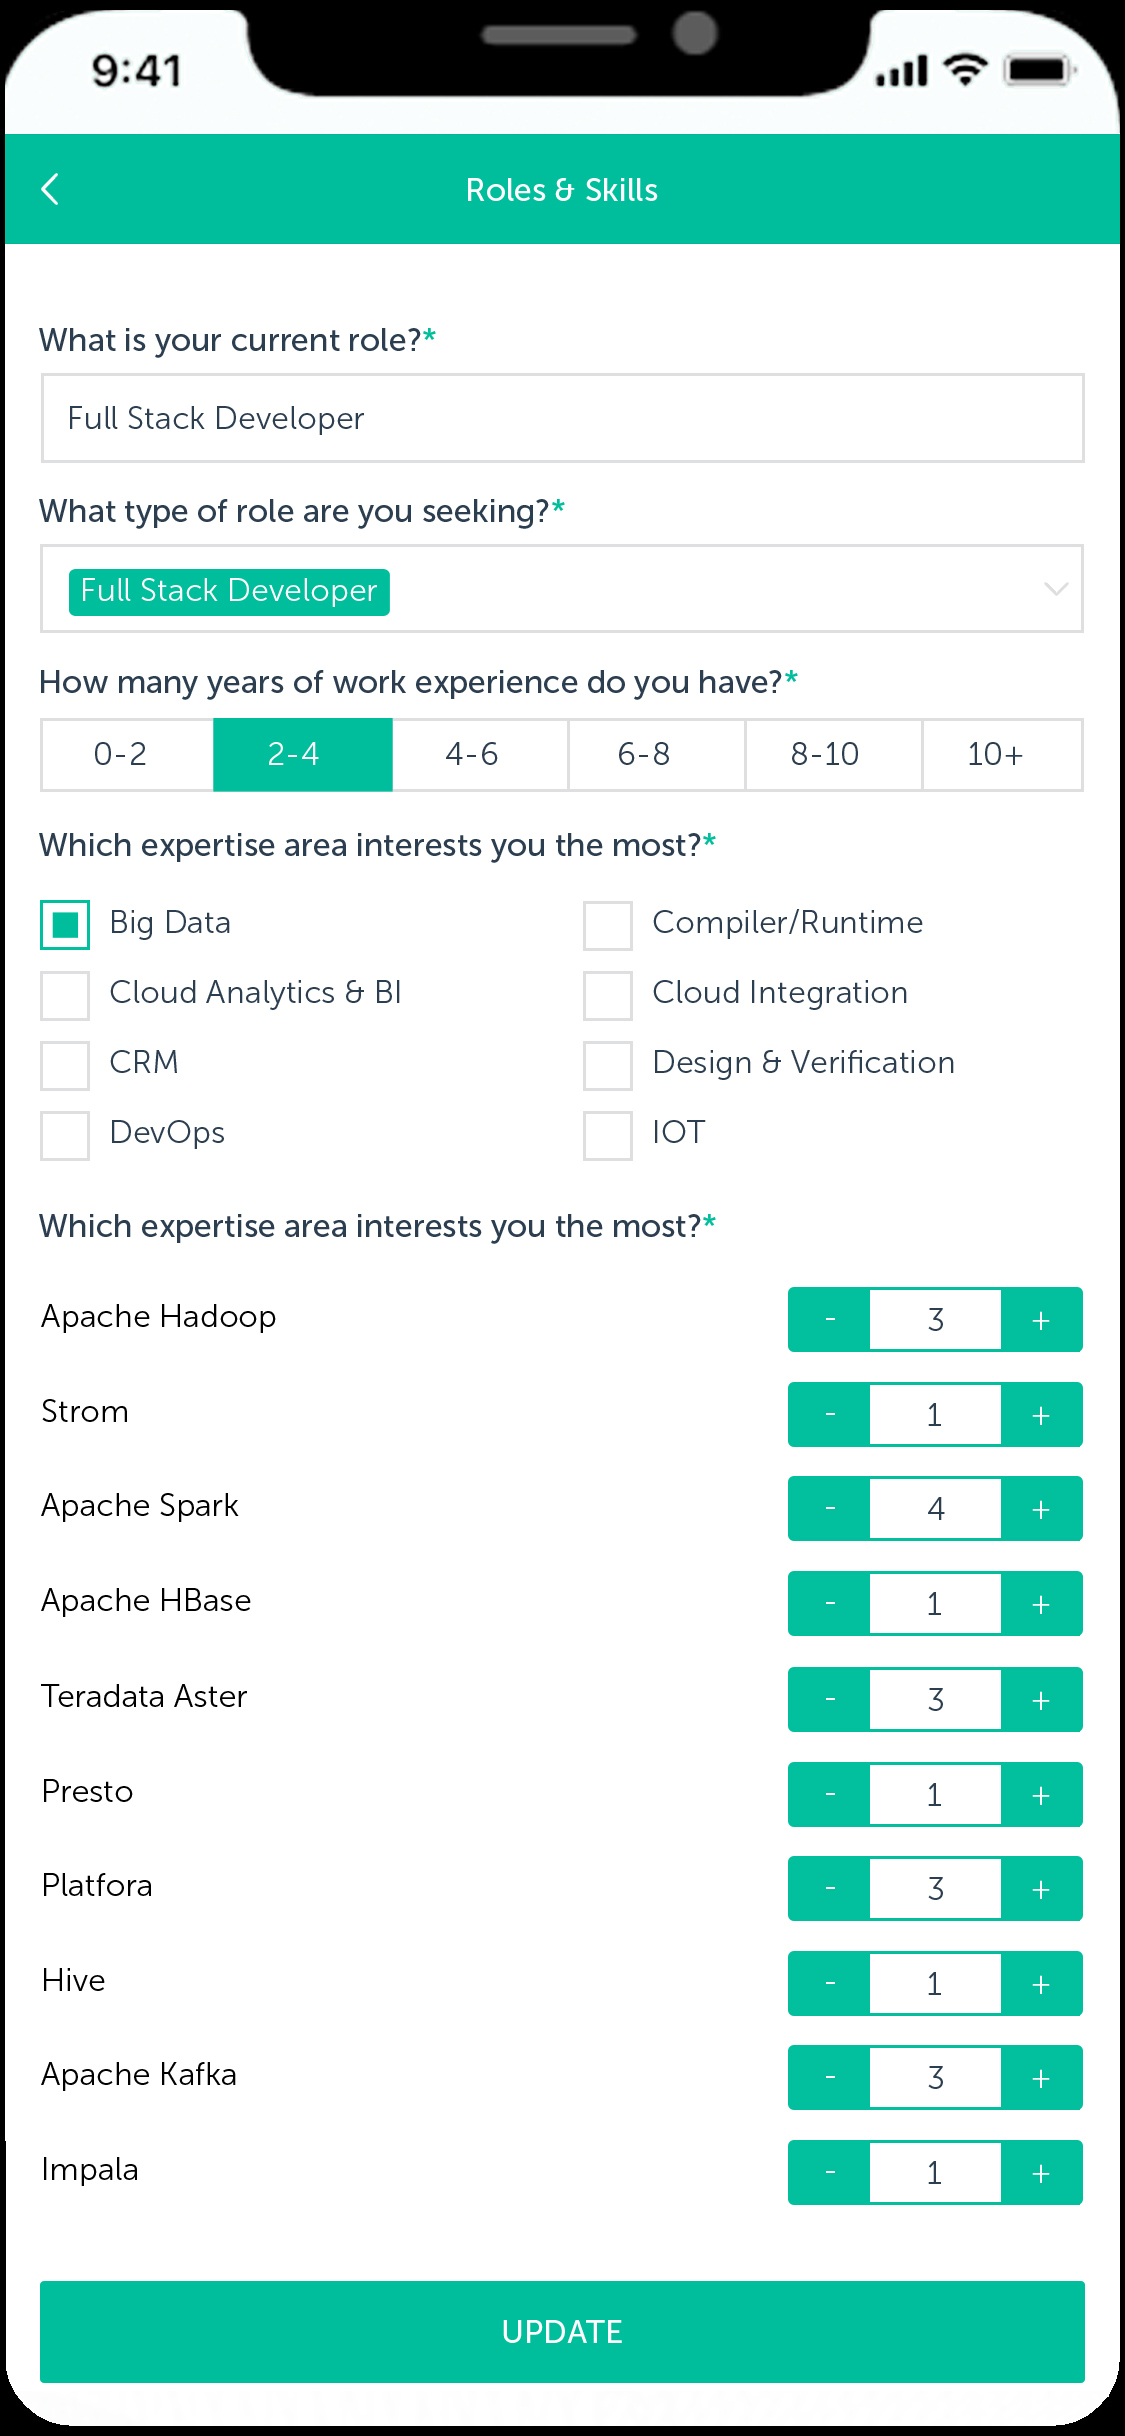 9:41
Roles & Skills
What is your current role?*
Full Stack Developer
What type of role are you seeking?*
Full Stack Developer
How many years of work experience do you have?*
0-2 2-4 4-6 6-8 8-10 10+
Which expertise area interests you the most?*
Big Data Compiler/Runtime
Cloud Analytics & BI Cloud Integration
CRM Design & Verification
DevOps IOT
Which expertise area interests you the most?*
Apache Hadoop - 3 +
Strom - 1 +
Apache Spark - 4 +
Apache HBase - 1 +
Teradata Aster - 3 +
Presto - 1 +
Platfora - 3 +
Hive - 1 +
Apache Kafka - 3 +
Impala - 1 +
UPDATE